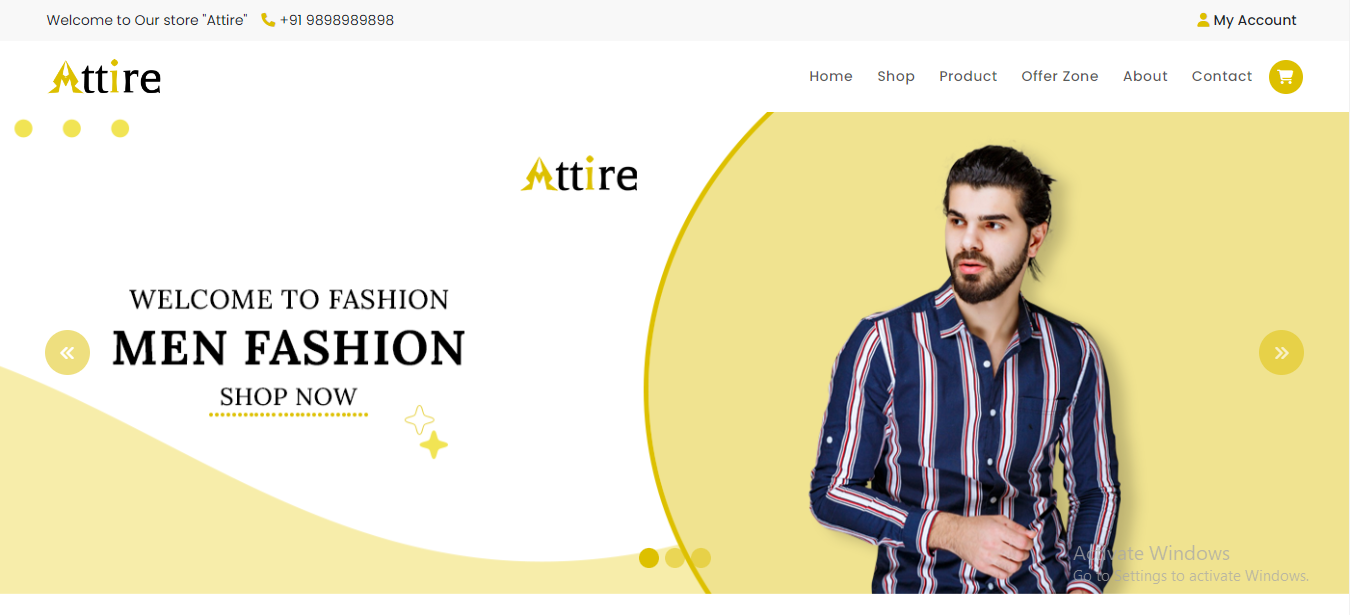 Welcome to Our store "Attire" +91 9898989898 My Account
Attire Home Shop Product Offer Zone About Contact
Attire
WELCOME TO FASHION
MEN FASHION
SHOP NOW
Activate Windows
Go to Settings to activate Windows.